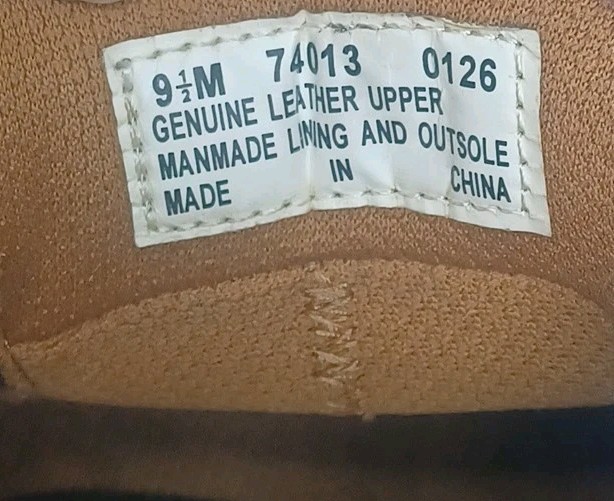 9½M 74013 0126
GENUINE LEATHER UPPER
MANMADE LINING AND OUTSOLE
MADE IN CHINA